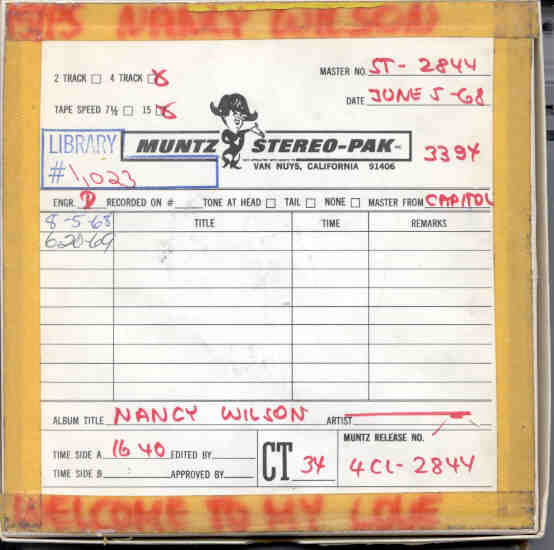 NANCY WILSON
2 TRACK 4 TRACK X
MASTER NO. ST-2844
DATE JUNE 5-68
TAPE SPEED 7½ 15 X
LIBRARY
# 1,023
MUNTZ STEREO-PAK INC
VAN NUYS, CALIFORNIA 91406
3394
ENGR. D RECORDED ON # TONE AT HEAD TAIL NONE MASTER FROM CAPITOL
8-5-68
6-20-69
TITLE TIME REMARKS
ALBUM TITLE NANCY WILSON ARTIST
TIME SIDE A 16 40 EDITED BY
TIME SIDE B APPROVED BY
CT 34
MUNTZ RELEASE NO.
4CL-2844
WELCOME TO MY LOVE